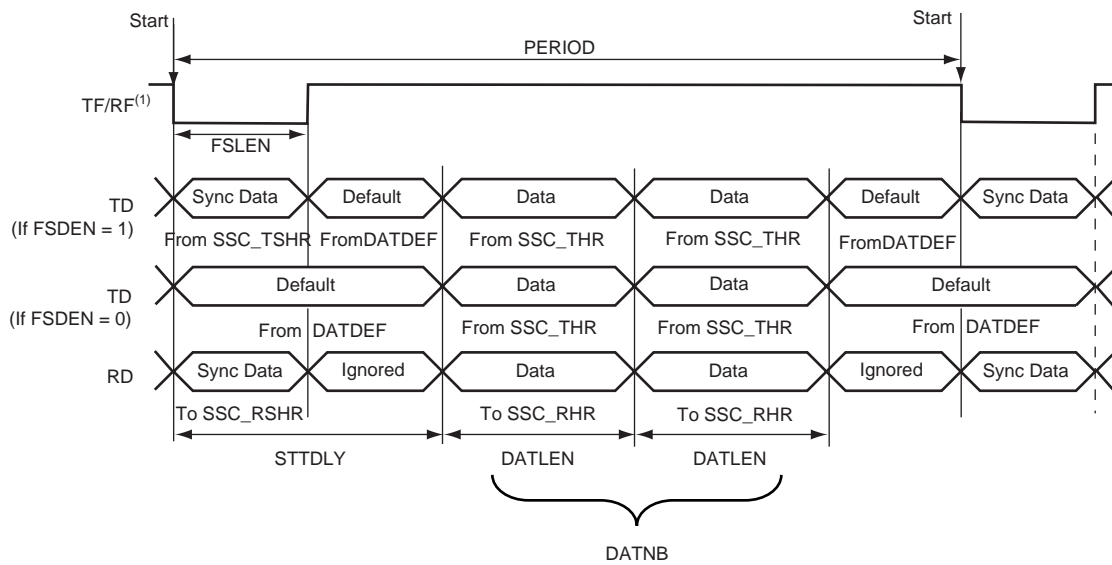 Start
Start
PERIOD
TF/RF(1)
FSLEN
TD
(If FSDEN = 1)
Sync Data
Default
Data
Data
Default
Sync Data
From SSC_TSHR
FromDATDEF
From SSC_THR
From SSC_THR
FromDATDEF
TD
(If FSDEN = 0)
Default
Data
Data
Default
From DATDEF
From SSC_THR
From SSC_THR
From DATDEF
RD
Sync Data
Ignored
Data
Data
Ignored
Sync Data
To SSC_RSHR
To SSC_RHR
To SSC_RHR
STTDLY
DATLEN
DATLEN
DATNB